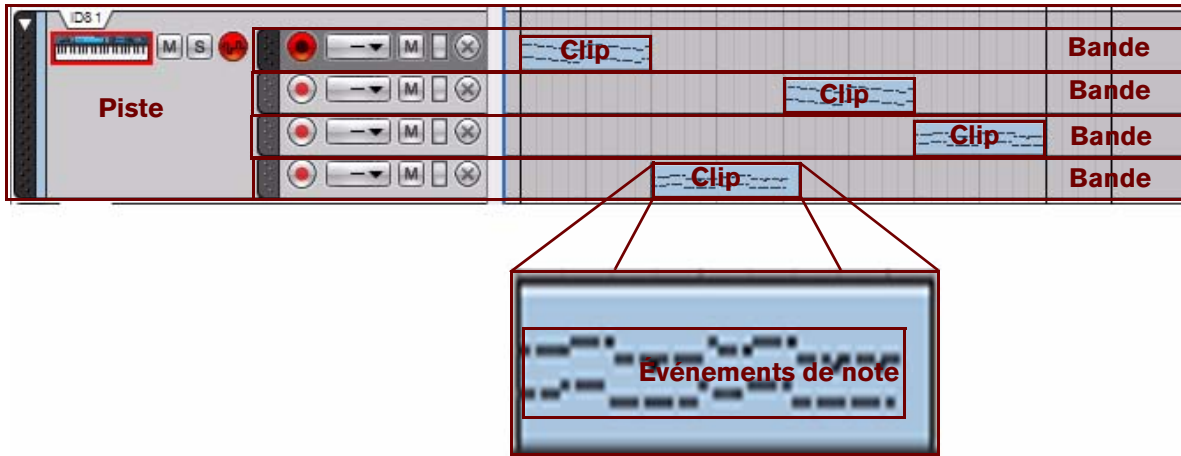 ID8 1
M S M Clip Bande
Piste M Clip Bande
M Clip Bande
M Clip Bande
Événements de note